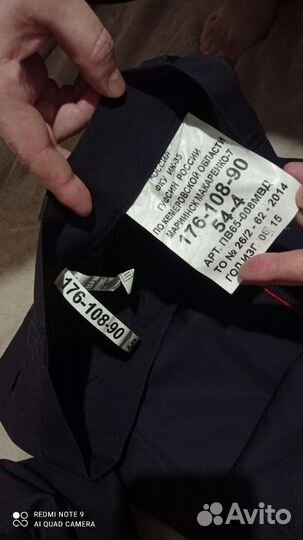 РОССИЯ
ФКУ ИК-35
ГУФСИН РОССИИ
ПО КЕМЕРОВСКОЙ ОБЛАСТИ
МАРИИНСК МАКАРЕНКО-7
176-108-90
54-4
АРТ. ПВ65-008МВД
ТО № 26/2 - 62 - 2014
ГОД ИЗГ 06 15
176-108-90
REDMI NOTE 9
AI QUAD CAMERA
Avito